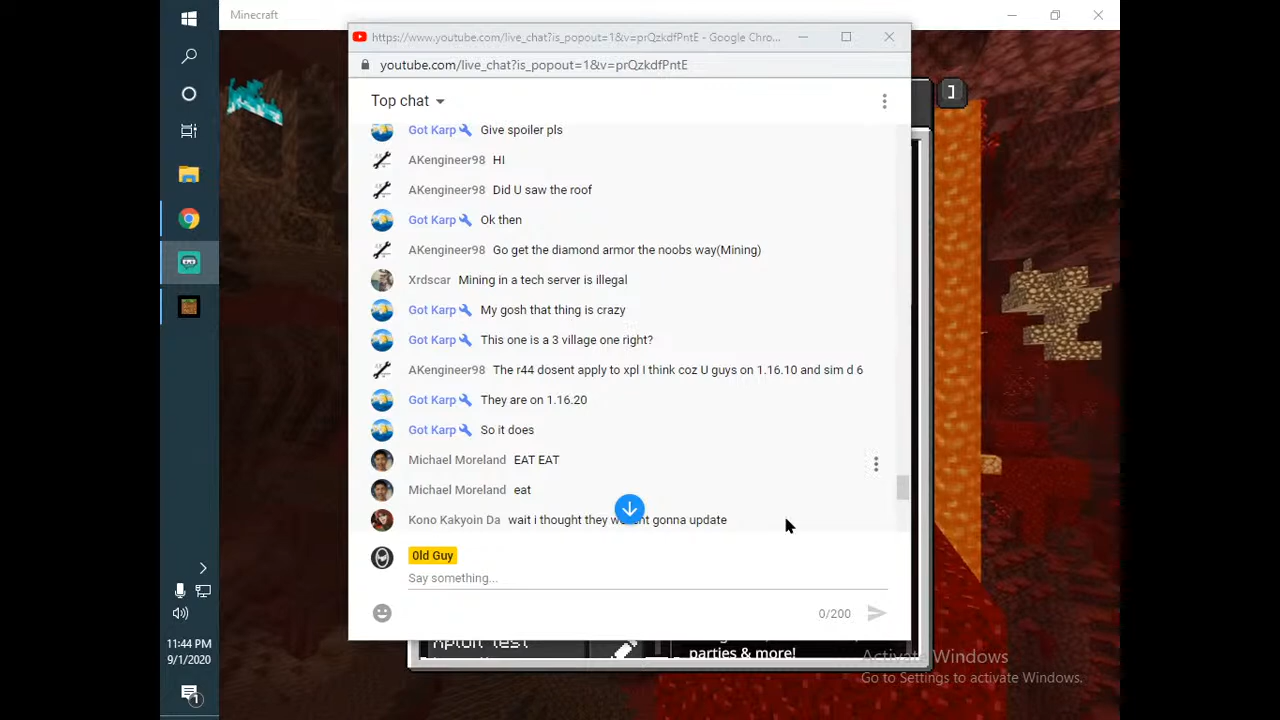 Minecraft
https://www.youtube.com/live_chat?is_popout=1&v=prQzkdfPntE - Google Chro...
youtube.com/live_chat?is_popout=1&v=prQzkdfPntE
]
Top chat
Got Karp Give spoiler pls
AKengineer98 HI
AKengineer98 Did U saw the roof
Got Karp Ok then
AKengineer98 Go get the diamond armor the noobs way(Mining)
Xrdscar Mining in a tech server is illegal
Got Karp My gosh that thing is crazy
Got Karp This one is a 3 village one right?
AKengineer98 The r44 dosent apply to xpl I think coz U guys on 1.16.10 and sim d 6
Got Karp They are on 1.16.20
Got Karp So it does
Michael Moreland EAT EAT
Michael Moreland eat
Kono Kakyoin Da wait i thought they gonna update
0ld Guy
Say something...
0/200
test
parties & more!
Activate Windows
Go to Settings to activate Windows.
11:44 PM
9/1/2020
1